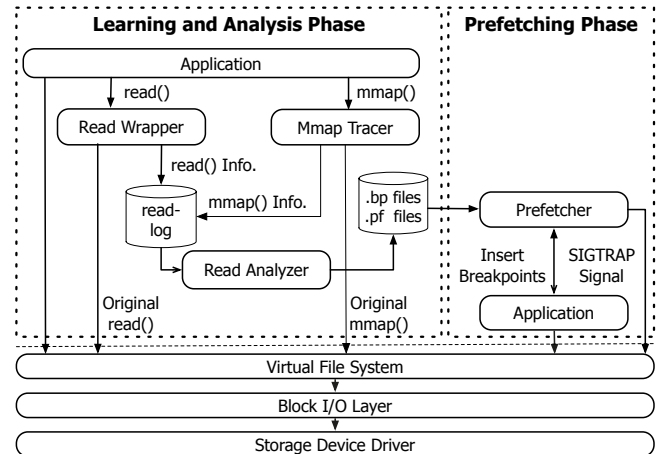 Learning and Analysis Phase
Prefetching Phase
Application
read()
mmap()
Read Wrapper
Mmap Tracer
read() Info.
mmap() Info.
read-
log
.bp files
.pf files
Prefetcher
Read Analyzer
Insert
Breakpoints
SIGTRAP
Signal
Original
read()
Original
mmap()
Application
Virtual File System
Block I/O Layer
Storage Device Driver